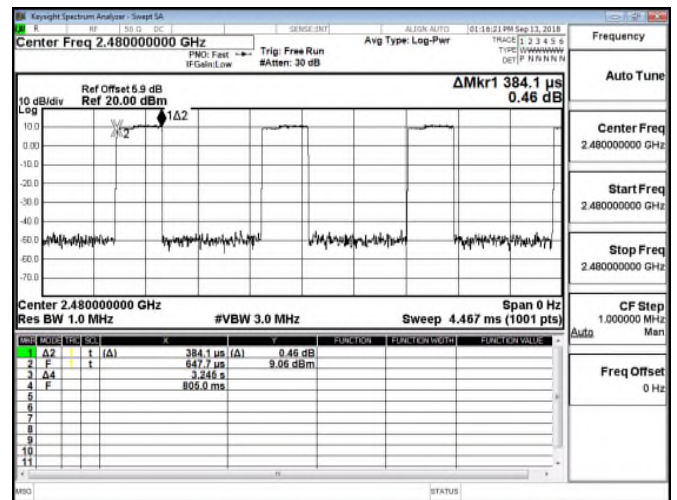 Keysight Spectrum Analyzer - Swept SA
R RF 50 Ω DC SENSE:INT ALIGN AUTO 01:16:21 PM Sep 13, 2018
Center Freq 2.480000000 GHz
PNO: Fast
IFGain:Low
Trig: Free Run
#Atten: 30 dB
Avg Type: Log-Pwr
TRACE 1 2 3 4 5 6
TYPE WWWWWW
DET P NNNNN
Ref Offset 5.9 dB
10 dB/div Ref 20.00 dBm
Log
ΔMkr1 384.1 μs
0.46 dB
1Δ2
2
10.0
0.00
-10.0
-20.0
-30.0
-40.0
-50.0
-60.0
-70.0
Center 2.480000000 GHz Span 0 Hz
Res BW 1.0 MHz #VBW 3.0 MHz Sweep 4.467 ms (1001 pts)
MKR MODE TRC SCL X Y FUNCTION FUNCTION WIDTH FUNCTION VALUE
1 Δ2 1 t (Δ) 384.1 μs (Δ) 0.46 dB
2 F 1 t 647.7 μs 9.06 dBm
3 Δ4 3.245 s
4 F 805.0 ms
5
6
7
8
9
10
11
MSG STATUS
Frequency
Auto Tune
Center Freq
2.480000000 GHz
Start Freq
2.480000000 GHz
Stop Freq
2.480000000 GHz
CF Step
1.000000 MHz
Auto Man
Freq Offset
0 Hz